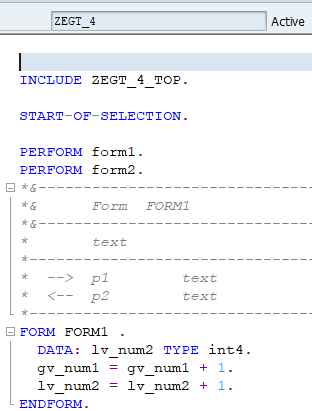 ZEGT_4 Active
INCLUDE ZEGT_4_TOP.
START-OF-SELECTION.
PERFORM form1.
PERFORM form2.
*&---------------------------------
*& Form FORM1
*&---------------------------------
* text
*----------------------------------
* --> p1 text
* <-- p2 text
*----------------------------------
FORM FORM1 .
DATA: lv_num2 TYPE int4.
gv_num1 = gv_num1 + 1.
lv_num2 = lv_num2 + 1.
ENDFORM.